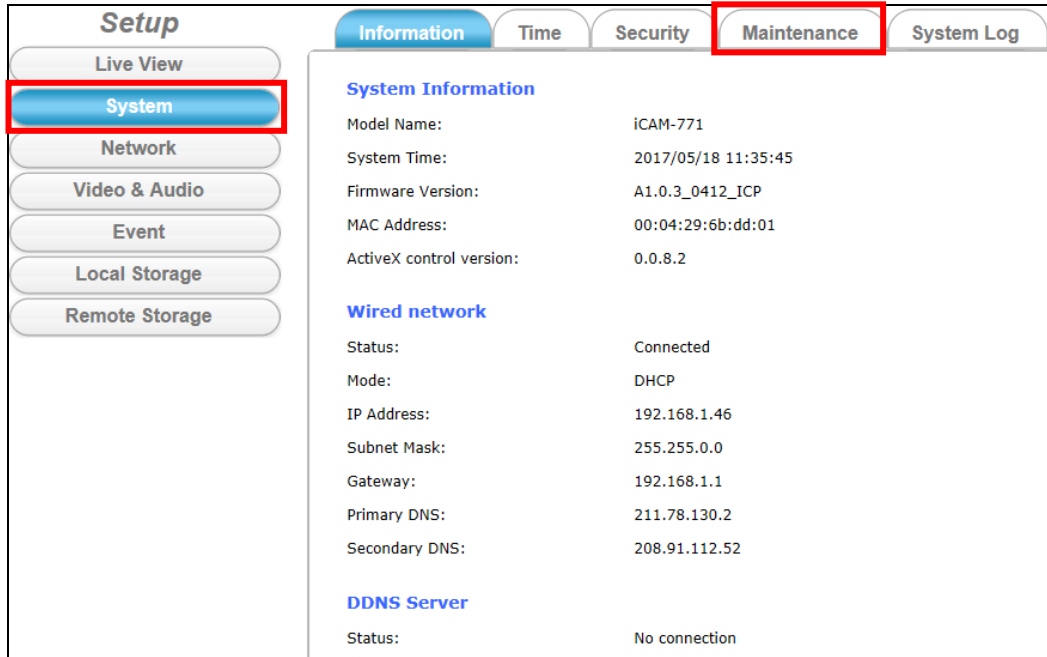 Setup
Live View
System
Network
Video & Audio
Event
Local Storage
Remote Storage
Information Time Security Maintenance System Log
System Information
Model Name: iCAM-771
System Time: 2017/05/18 11:35:45
Firmware Version: A1.0.3_0412_ICP
MAC Address: 00:04:29:6b:dd:01
ActiveX control version: 0.0.8.2
Wired network
Status: Connected
Mode: DHCP
IP Address: 192.168.1.46
Subnet Mask: 255.255.0.0
Gateway: 192.168.1.1
Primary DNS: 211.78.130.2
Secondary DNS: 208.91.112.52
DDNS Server
Status: No connection